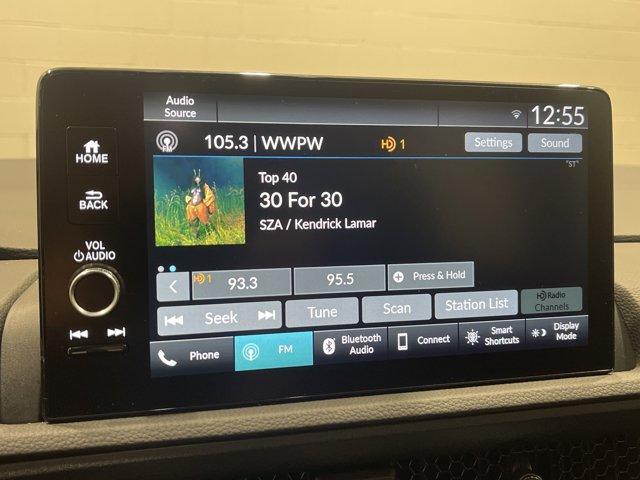 Audio
Source
12:55
FM
105.3 | WWPW
HD 1
Settings
Sound
"ST"
HOME
BACK
VOL
AUDIO
Top 40
30 For 30
SZA / Kendrick Lamar
HD 1
93.3
95.5
Press & Hold
Seek
Tune
Scan
Station List
HD Radio
Channels
Phone
FM
Bluetooth
Audio
Connect
Smart
Shortcuts
Display
Mode